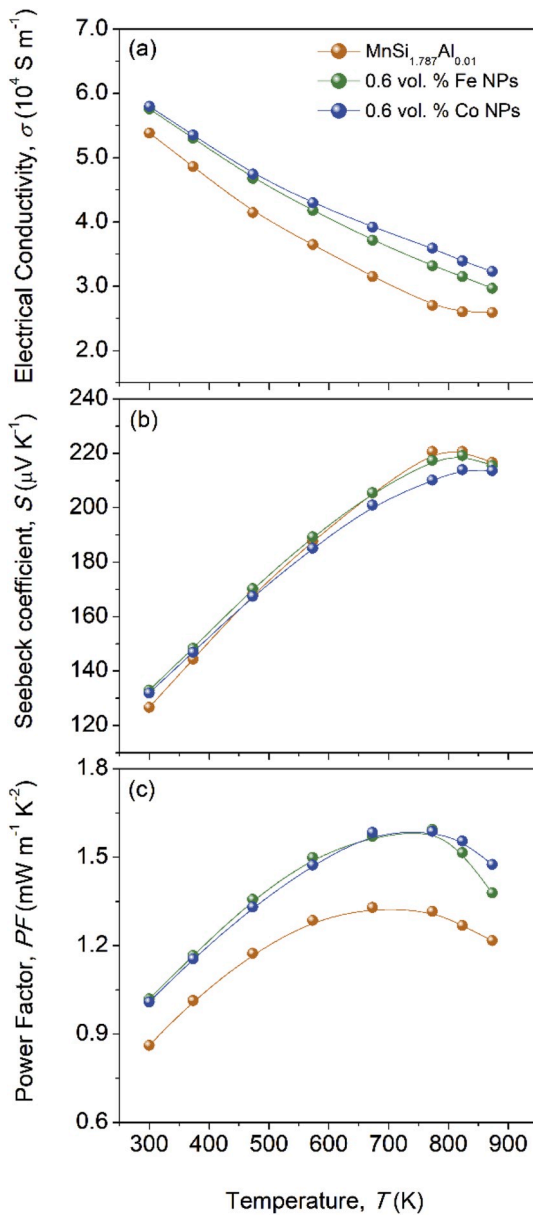 (a)
MnSi1.787Al0.01
0.6 vol. % Fe NPs
0.6 vol. % Co NPs
Electrical Conductivity, σ (10⁴ S m⁻¹)
7.0
6.0
5.0
4.0
3.0
2.0
(b)
Seebeck coefficient, S (μV K⁻¹)
240
220
200
180
160
140
120
(c)
Power Factor, PF (mW m⁻¹ K⁻²)
1.8
1.5
1.2
0.9
0.6
300 400 500 600 700 800 900
Temperature, T (K)